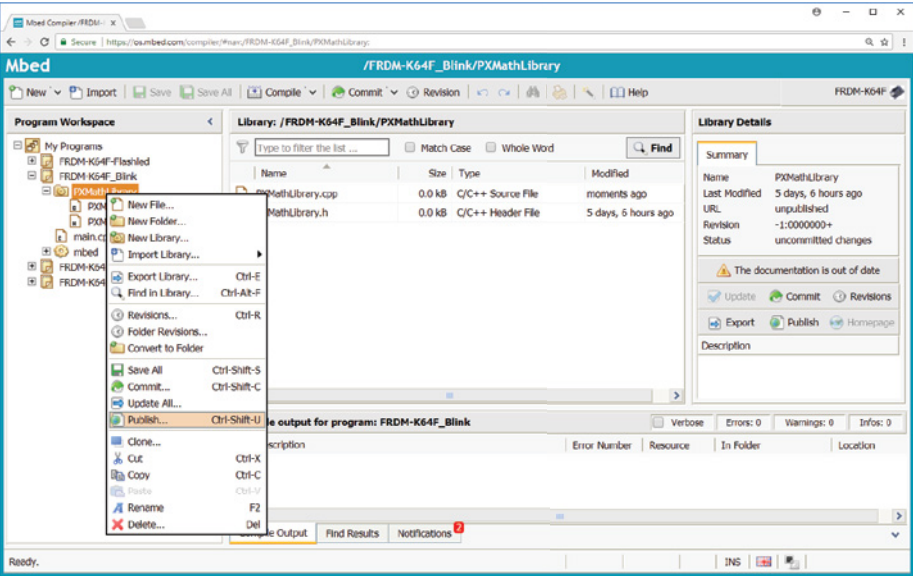 Mbed Compiler /FRDM- x
Secure | https://os.mbed.com/compiler/#nav:/FRDM-K64F_Blink/PXMathLibrary;
Mbed /FRDM-K64F_Blink/PXMathLibrary
New Import Save Save All Compile Commit Revision Help FRDM-K64F
Program Workspace <
My Programs
FRDM-K64F-Flashled
FRDM-K64F_Blink
PXMathLibrary
PXM
PXM
main.cp
mbed
FRDM-K64
FRDM-K64
New File...
New Folder...
New Library...
Import Library...
Export Library... Ctrl-E
Find in Library... Ctrl-Alt-F
Revisions... Ctrl-R
Folder Revisions...
Convert to Folder
Save All Ctrl-Shift-S
Commit... Ctrl-Shift-C
Update All...
Publish... Ctrl-Shift-U
Clone...
Cut Ctrl-X
Copy Ctrl-C
Paste Ctrl-V
Rename F2
Delete... Del
Library: /FRDM-K64F_Blink/PXMathLibrary
Type to filter the list ... Match Case Whole Word Find
Name Size Type Modified
PXMathLibrary.cpp 0.0 kB C/C++ Source File moments ago
MathLibrary.h 0.0 kB C/C++ Header File 5 days, 6 hours ago
Library Details
Summary
Name PXMathLibrary
Last Modified 5 days, 6 hours ago
URL unpublished
Revision -1:0000000+
Status uncommitted changes
The documentation is out of date
Update Commit Revisions
Export Publish Homepage
Description
le output for program: FRDM-K64F_Blink Verbose Errors: 0 Warnings: 0 Infos: 0
scription Error Number Resource In Folder Location
Compile Output Find Results Notifications 2
Ready. INS